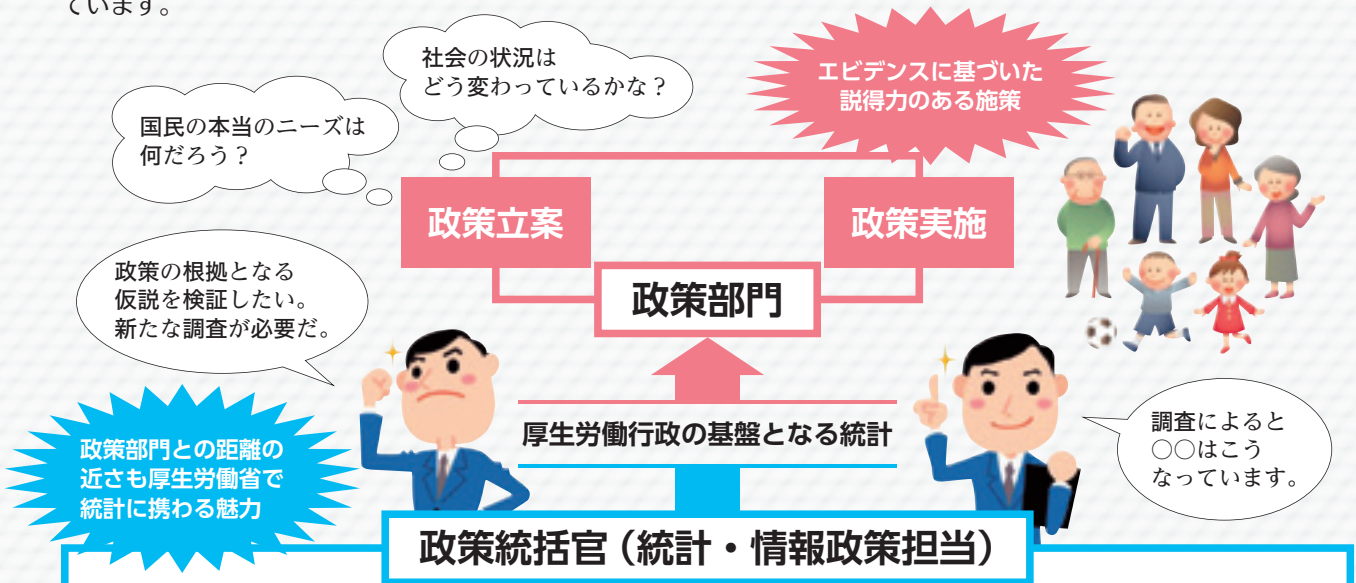 ています。
社会の状況は
どう変わっているかな？
エビデンスに基づいた
説得力のある施策
国民の本当のニーズは
何だろう？
政策立案
政策実施
政策部門
政策の根拠となる
仮説を検証したい。
新たな調査が必要だ。
厚生労働行政の基盤となる統計
調査によると
〇〇はこう
なっています。
政策部門との距離の
近さも厚生労働省で
統計に携わる魅力
政策統括官（統計・情報政策担当）